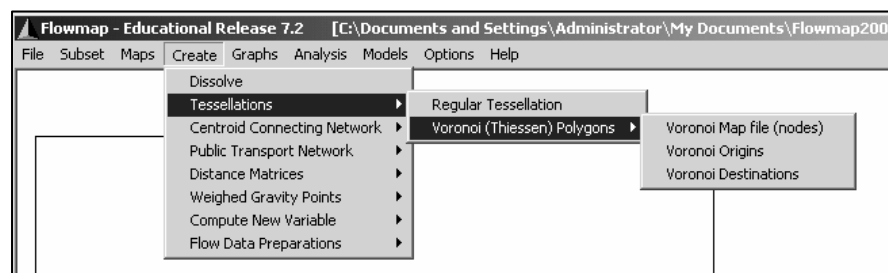 Flowmap - Educational Release 7.2 [C:\Documents and Settings\Administrator\My Documents\Flowmap200
File Subset Maps Create Graphs Analysis Models Options Help
Dissolve
Tessellations
Regular Tessellation
Centroid Connecting Network
Voronoi (Thiessen) Polygons
Voronoi Map file (nodes)
Public Transport Network
Voronoi Origins
Distance Matrices
Voronoi Destinations
Weighed Gravity Points
Compute New Variable
Flow Data Preparations